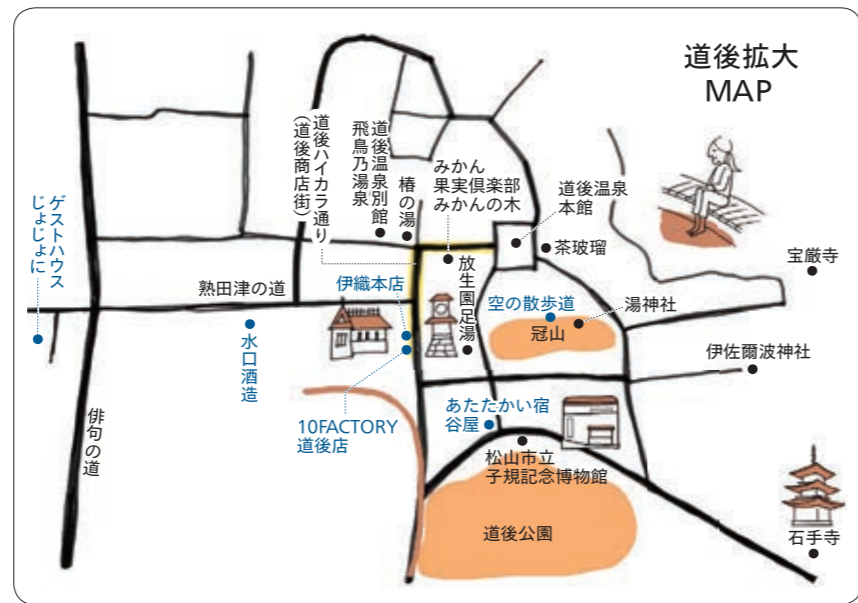 道後拡大
MAP
道後ハイカラ通り
(道後商店街)
道後温泉別館
飛鳥乃湯泉
椿の湯
みかん
果実倶楽部
みかんの木
道後温泉
本館
茶玻瑠
宝厳寺
ゲストハウス
じょじょに
熟田津の道
伊織本店
放生園足湯
空の散歩道
湯神社
冠山
水口酒造
伊佐爾波神社
俳句の道
10FACTORY
道後店
あたたかい宿
谷屋
松山市立
子規記念博物館
道後公園
石手寺